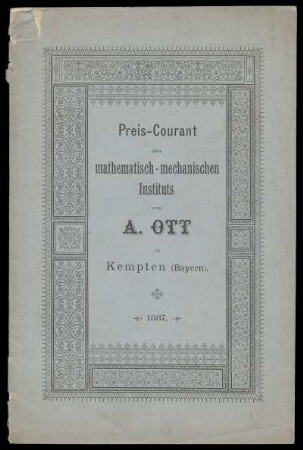 Preis-Courant
des
mathematisch-mechanischen
Instituts
von
A. OTT
in
Kempten (Bayern).
1887.